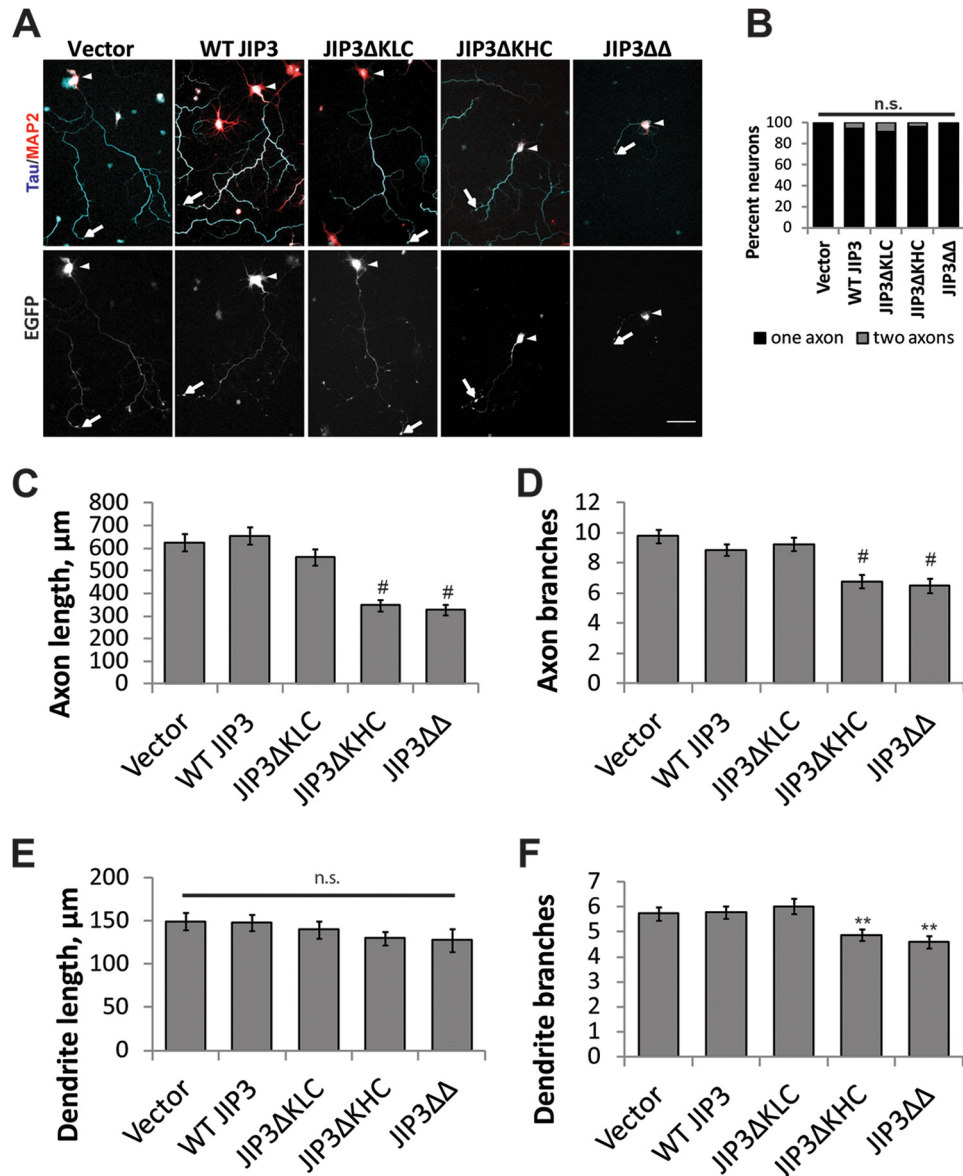 A
Vector
WT JIP3
JIP3ΔKLC
JIP3ΔKHC
JIP3ΔΔ
Tau/MAP2
EGFP
B
n.s.
Percent neurons
100
80
60
40
20
0
Vector
WT JIP3
JIP3ΔKLC
JIP3ΔKHC
JIP3ΔΔ
one axon
two axons
C
Axon length, µm
800
700
600
500
400
300
200
100
0
#
#
Vector
WT JIP3
JIP3ΔKLC
JIP3ΔKHC
JIP3ΔΔ
D
Axon branches
12
10
8
6
4
2
0
#
#
Vector
WT JIP3
JIP3ΔKLC
JIP3ΔKHC
JIP3ΔΔ
E
Dendrite length, µm
200
150
100
50
0
n.s.
Vector
WT JIP3
JIP3ΔKLC
JIP3ΔKHC
JIP3ΔΔ
F
Dendrite branches
7
6
5
4
3
2
1
0
**
**
Vector
WT JIP3
JIP3ΔKLC
JIP3ΔKHC
JIP3ΔΔ